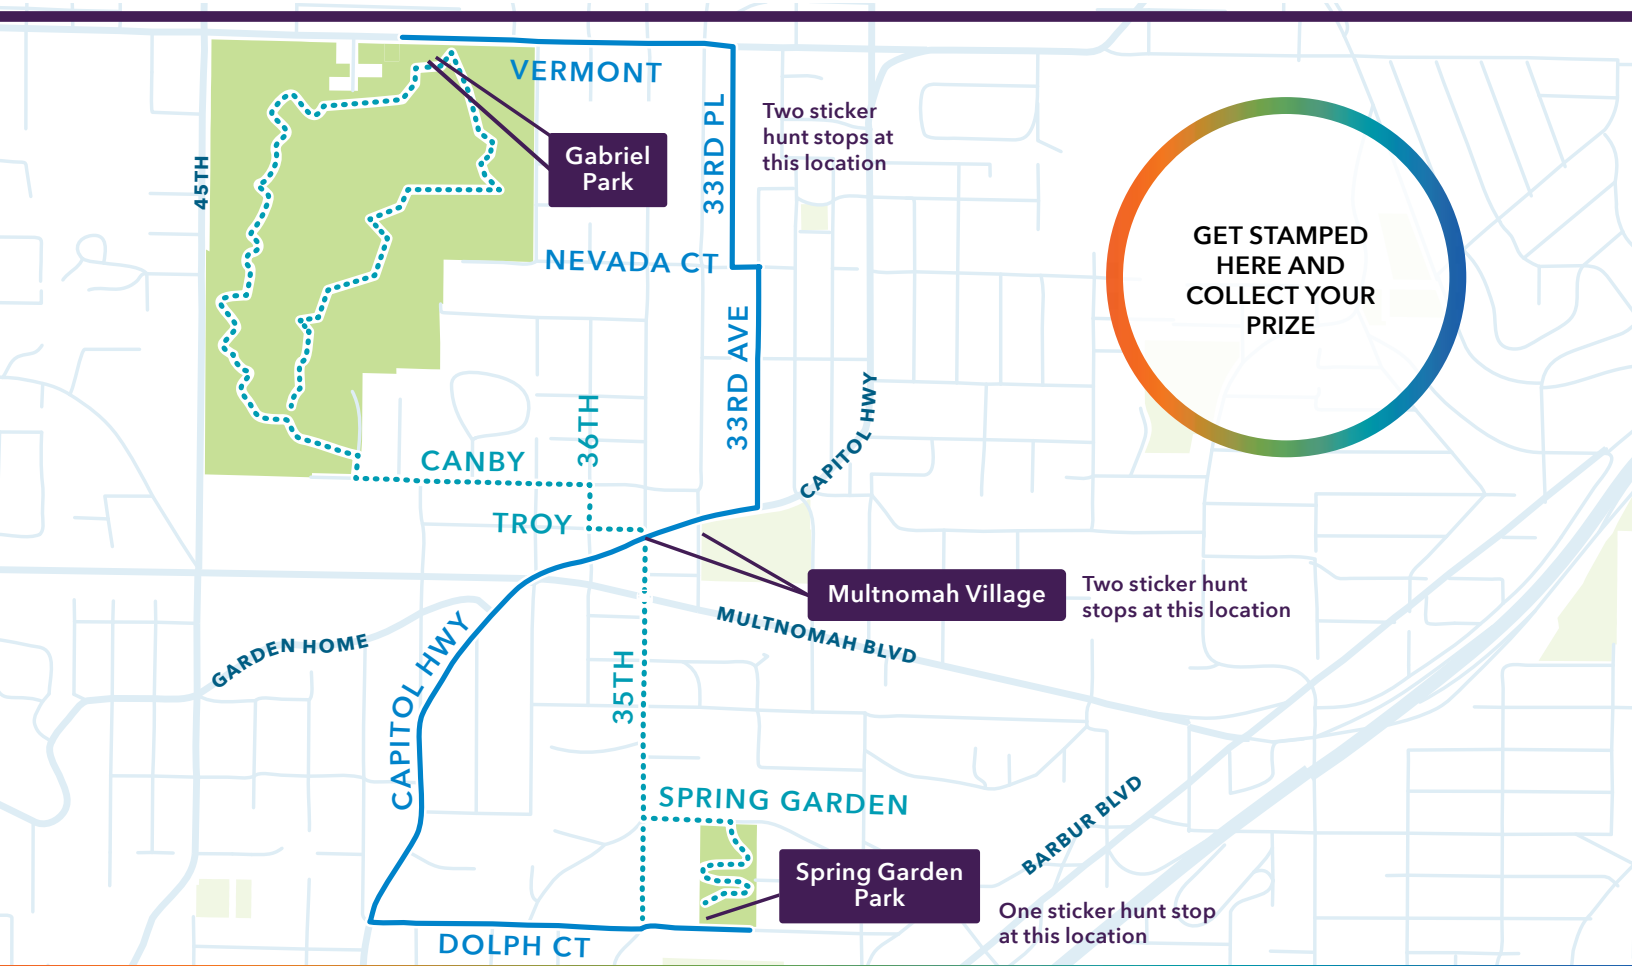 VERMONT
33RD PL
Two sticker
hunt stops at
this location
Gabriel
Park
45TH
NEVADA CT
GET STAMPED
HERE AND
COLLECT YOUR
PRIZE
33RD AVE
CAPITOL HWY
36TH
CANBY
TROY
Multnomah Village
Two sticker hunt
stops at this location
MULTNOMAH BLVD
GARDEN HOME
CAPITOL HWY
35TH
SPRING GARDEN
BARBUR BLVD
Spring Garden
Park
One sticker hunt stop
at this location
DOLPH CT